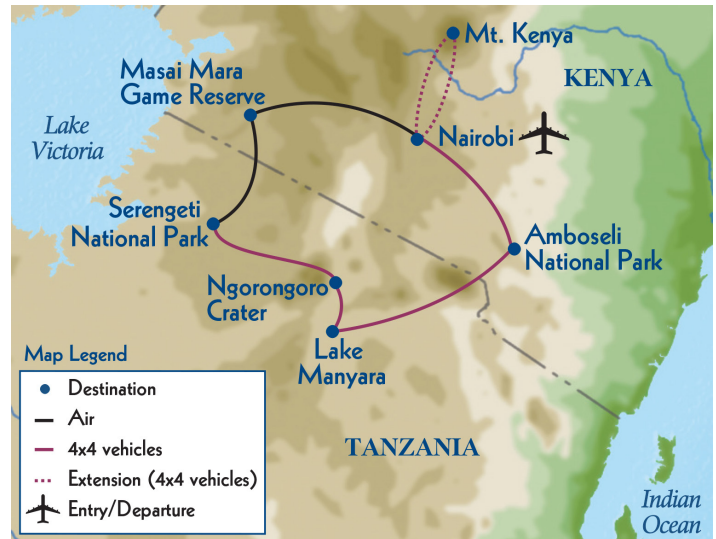 Mt. Kenya
KENYA
Masai Mara
Game Reserve
Lake
Victoria
Nairobi
Serengeti
National Park
Amboseli
National Park
Ngorongoro
Crater
Lake
Manyara
Map Legend
Destination
Air
4x4 vehicles
Extension (4x4 vehicles)
Entry/Departure
TANZANIA
Indian
Ocean